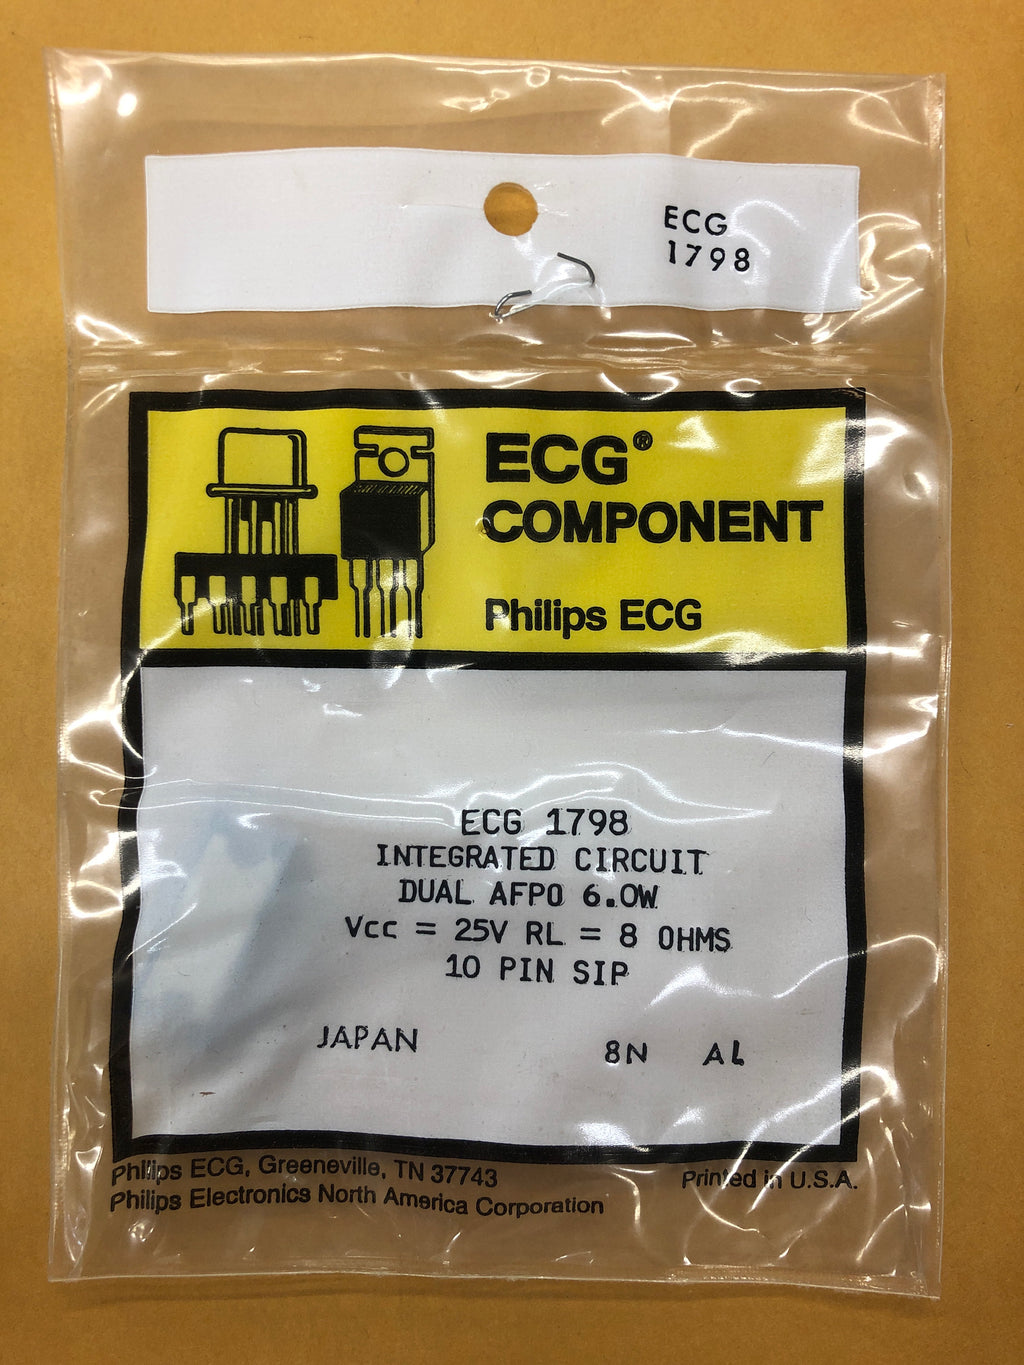 ECG
1798
ECG®
COMPONENT
Philips ECG
ECG 1798
INTEGRATED CIRCUIT
DUAL AFPO 6.0W
Vcc = 25V RL = 8 OHMS
10 PIN SIP
JAPAN 8N AL
Philips ECG, Greeneville, TN 37743 Printed in U.S.A.
Philips Electronics North America Corporation